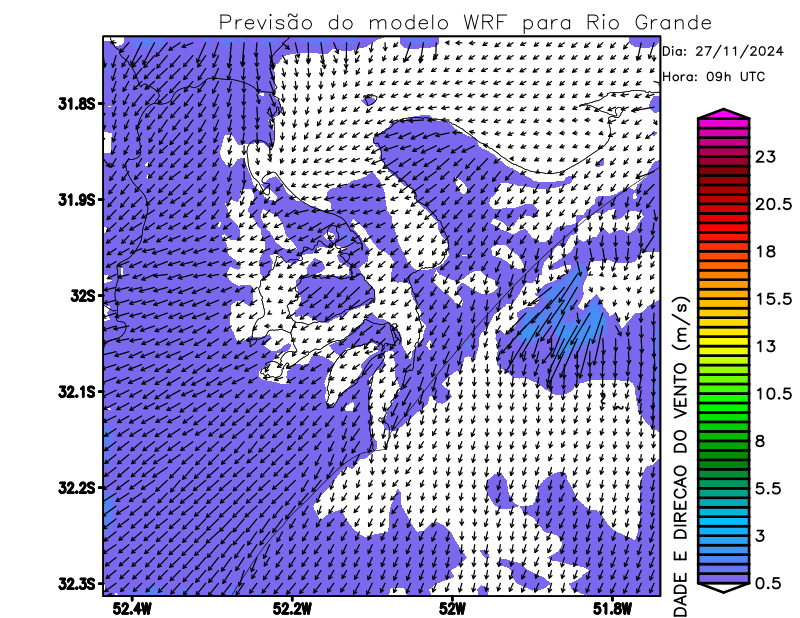 Previsão do modelo WRF para Rio Grande
Dia: 27/11/2024
Hora: 09h UTC
31.8S
31.9S
32S
32.1S
32.2S
32.3S
52.4W
52.2W
52W
51.8W
23
20.5
18
15.5
13
10.5
8
5.5
3
0.5
DADE E DIRECAO DO VENTO (m/s)